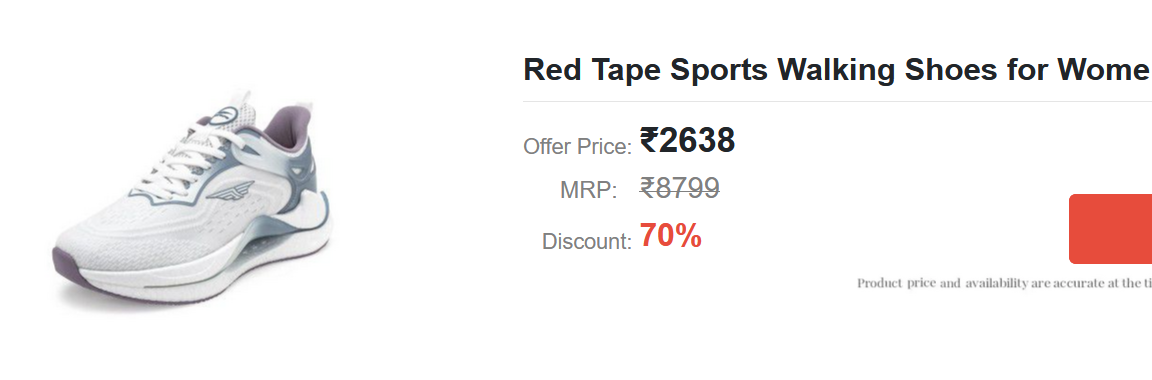 Red Tape Sports Walking Shoes for Wome
Offer Price: ₹2638
MRP: ₹8799
Discount: 70%
Product price and availability are accurate at the ti